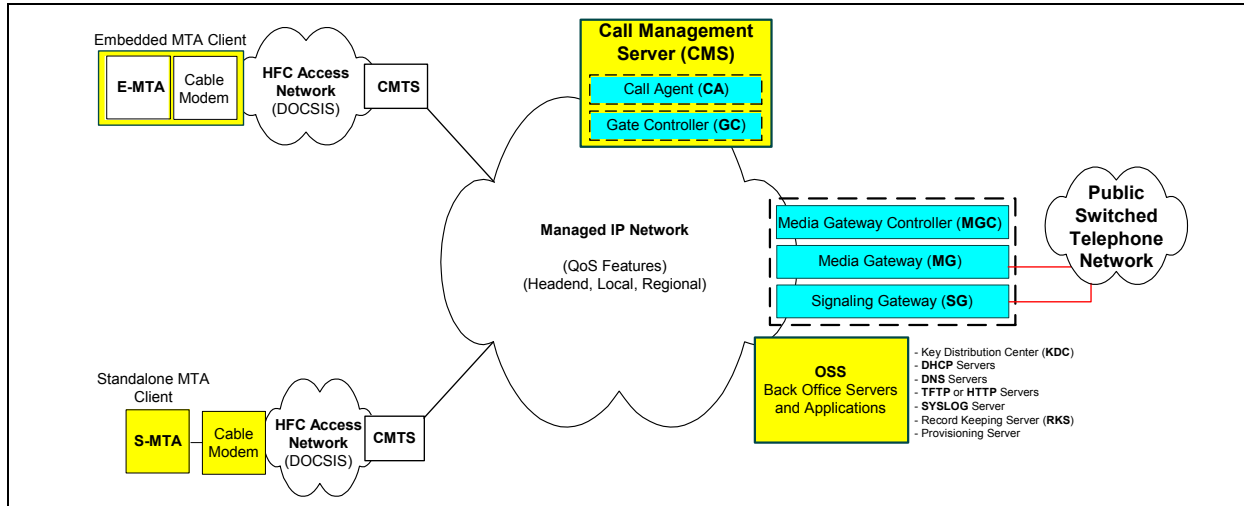 Embedded MTA Client
E-MTA
Cable
Modem
HFC Access
Network
(DOCSIS)
CMTS
Call Management
Server (CMS)
Call Agent (CA)
Gate Controller (GC)
Managed IP Network
(QoS Features)
(Headend, Local, Regional)
Media Gateway Controller (MGC)
Media Gateway (MG)
Signaling Gateway (SG)
Public
Switched
Telephone
Network
OSS
Back Office Servers
and Applications
- Key Distribution Center (KDC)
- DHCP Servers
- DNS Servers
- TFTP or HTTP Servers
- SYSLOG Server
- Record Keeping Server (RKS)
- Provisioning Server
Standalone MTA
Client
S-MTA
Cable
Modem
HFC Access
Network
(DOCSIS)
CMTS